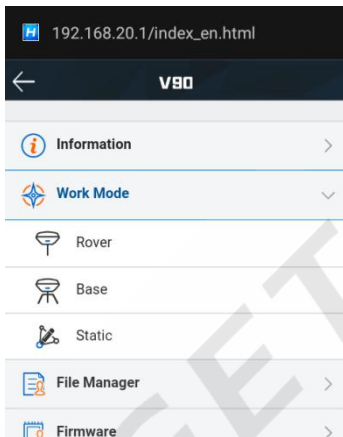 192.168.20.1/index_en.html
V90
Information
Work Mode
Rover
Base
Static
File Manager
Firmware